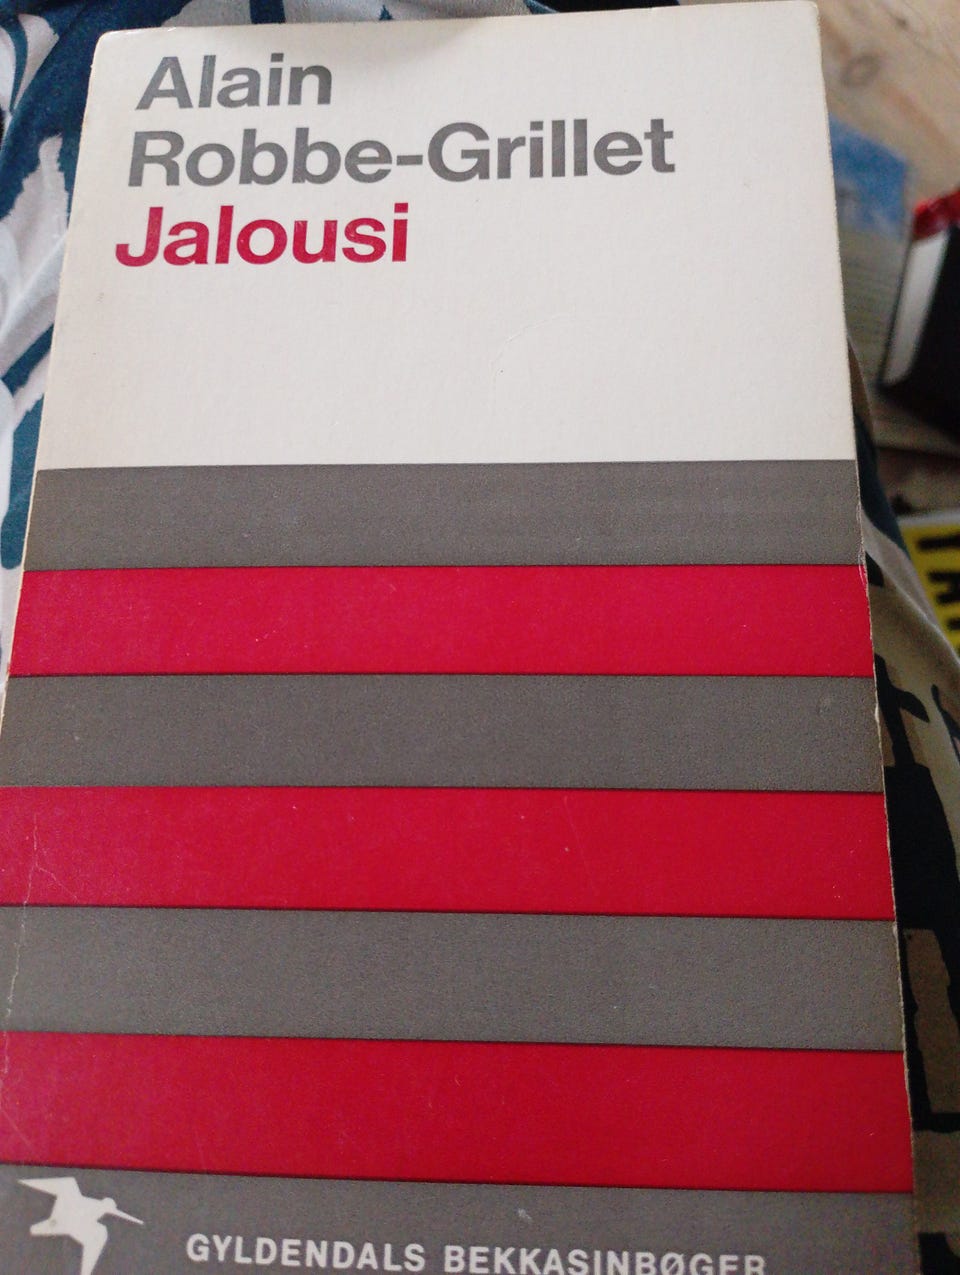 Alain
Robbe-Grillet
Jalousi
GYLDENDALS BEKKASINBØGER